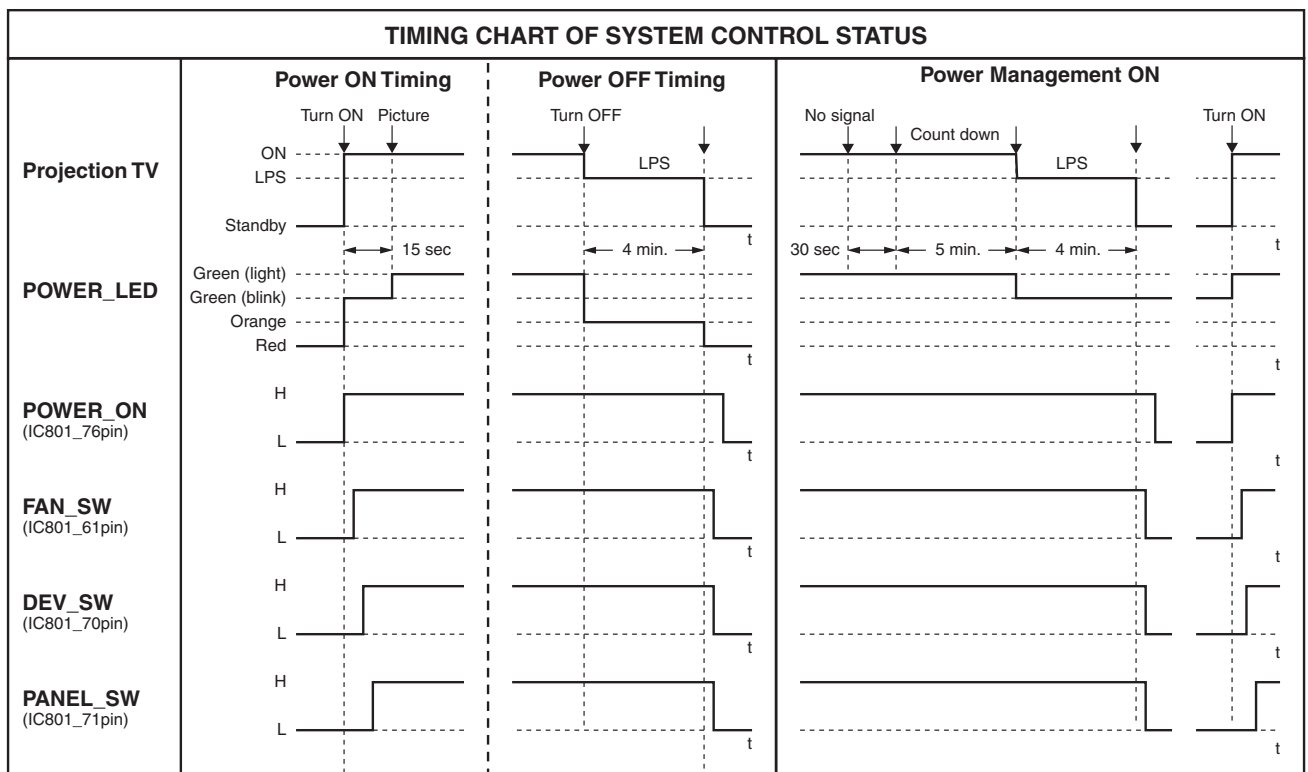 TIMING CHART OF SYSTEM CONTROL STATUS
Power ON Timing
Power OFF Timing
Power Management ON
Turn ON Picture
Turn OFF
No signal
Count down
Turn ON
Projection TV
ON
LPS
Standby
LPS
LPS
t
t
15 sec
4 min.
30 sec
5 min.
4 min.
POWER_LED
Green (light)
Green (blink)
Orange
Red
t
t
POWER_ON
(IC801_76pin)
H
L
t
t
FAN_SW
(IC801_61pin)
H
L
t
t
DEV_SW
(IC801_70pin)
H
L
t
t
PANEL_SW
(IC801_71pin)
H
L
t
t